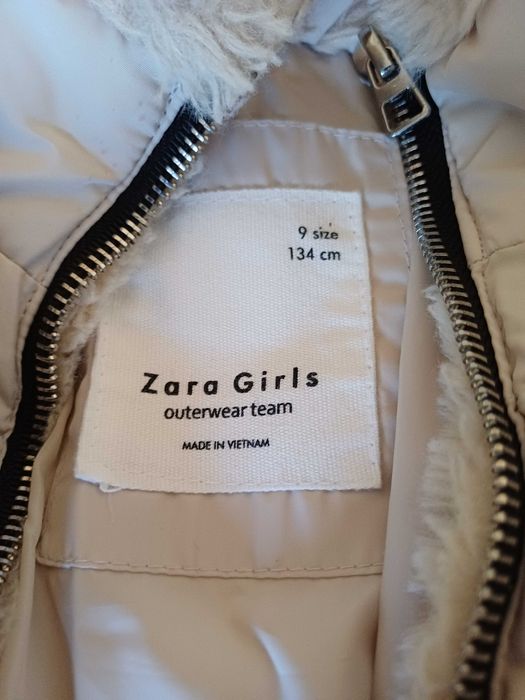 9 size
134 cm
Zara Girls
outerwear team
MADE IN VIETNAM